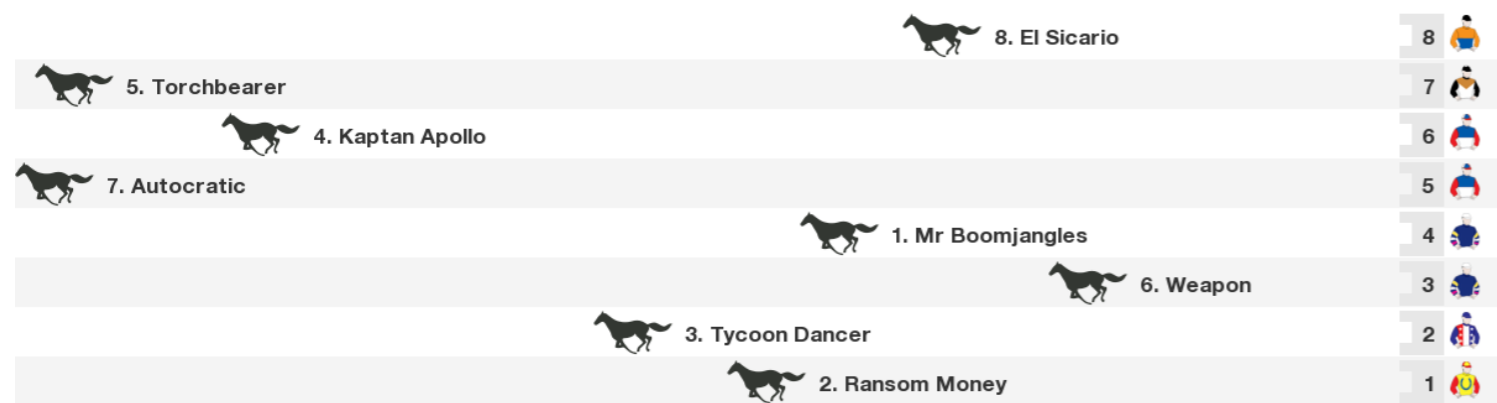 8. El Sicario 8
5. Torchbearer 7
4. Kaptan Apollo 6
7. Autocratic 5
1. Mr Boomjangles 4
6. Weapon 3
3. Tycoon Dancer 2
2. Ransom Money 1